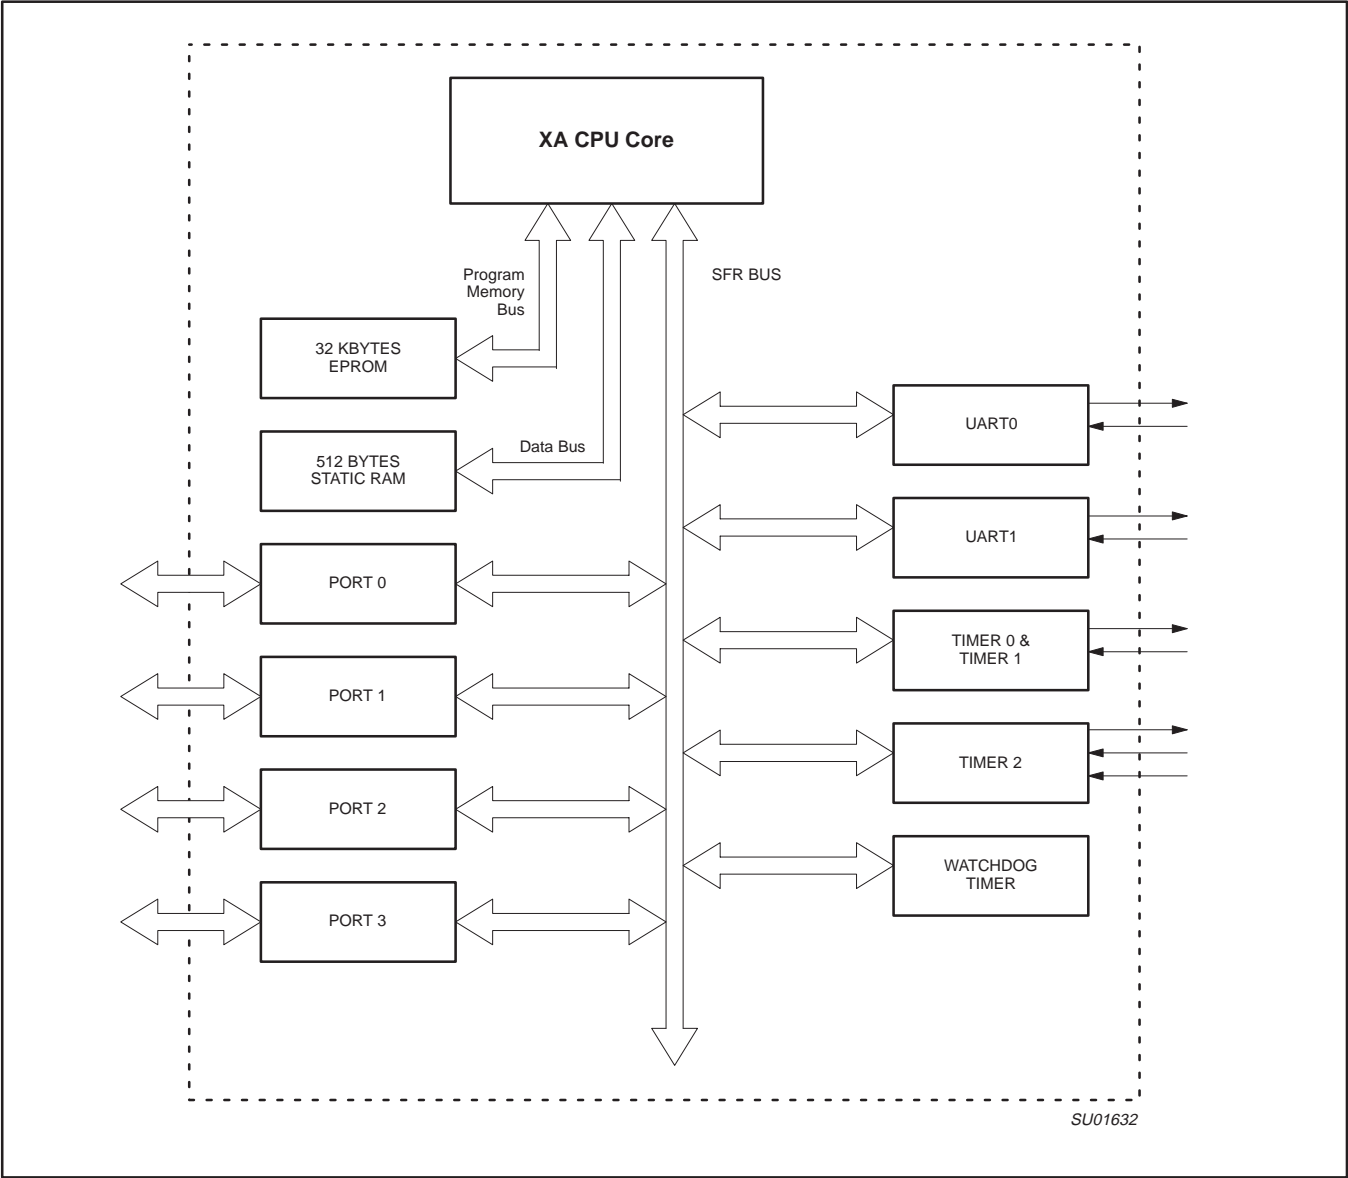 XA CPU Core
Program
Memory
Bus
SFR BUS
32 KBYTES
EPROM
Data Bus
512 BYTES
STATIC RAM
UART0
UART1
PORT 0
TIMER 0 &
TIMER 1
PORT 1
TIMER 2
PORT 2
WATCHDOG
TIMER
PORT 3
SU01632